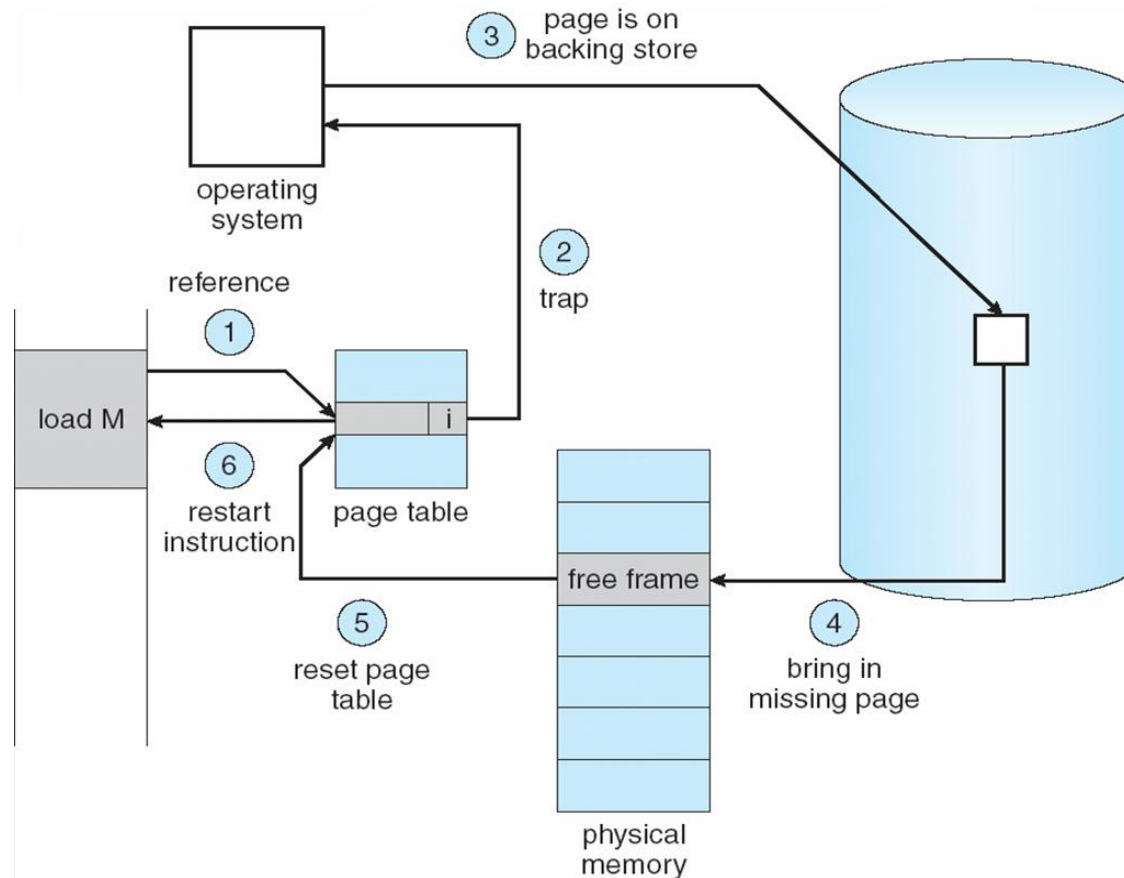 3
page is on
backing store
operating
system
2
trap
reference
1
load M
i
6
restart
instruction
page table
free frame
5
reset page
table
4
bring in
missing page
physical
memory